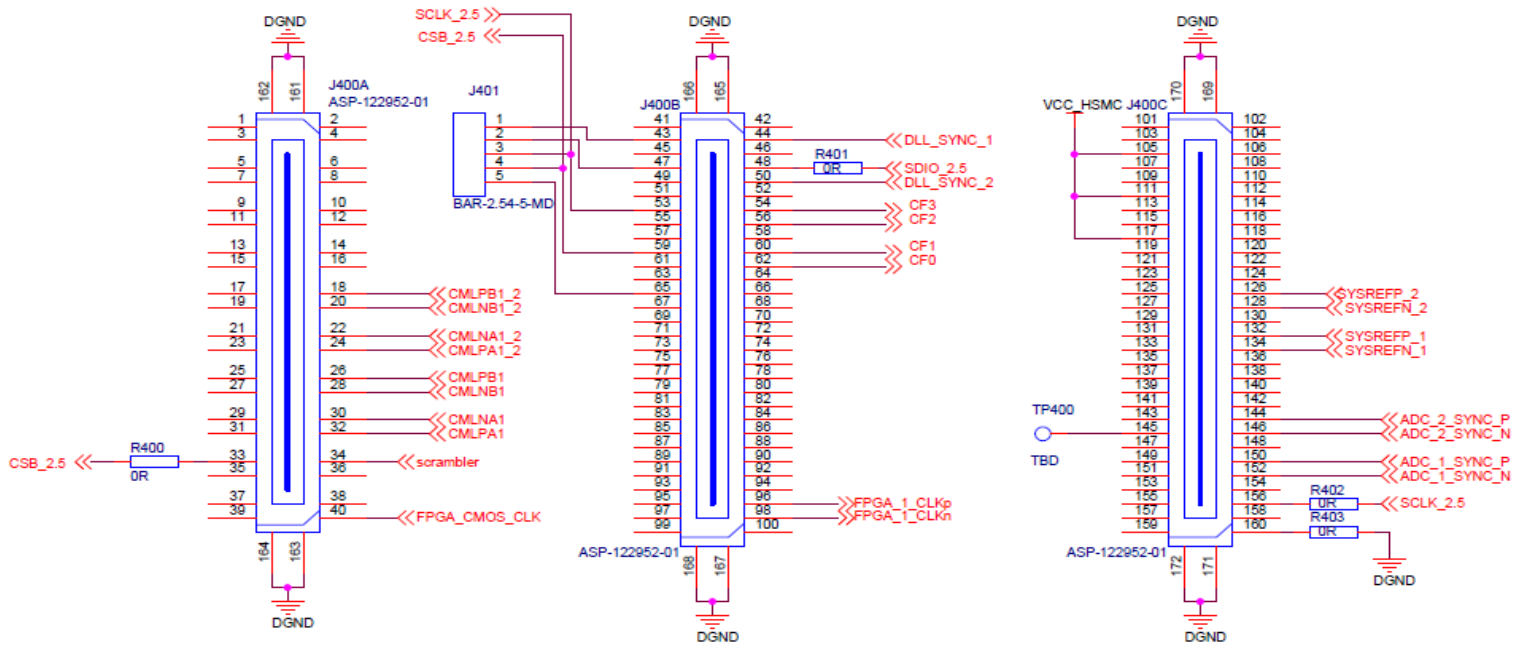 SCLK_2.5
CSB_2.5
DGND
162
161
J400A
ASP-122952-01
1 2
3 4
5 6
7 8
9 10
11 12
13 14
15 16
17 18 CMLPB1_2
19 20 CMLNB1_2
21 22 CMLNA1_2
23 24 CMLPA1_2
25 26 CMLPB1
27 28 CMLNB1
29 30 CMLNA1
31 32 CMLPA1
R400
CSB_2.5
0R
33 34 scrambler
35 36
37 38
39 40 FPGA_CMOS_CLK
164
163
DGND
J401
1
2
3
4
5
BAR-2.54-5-MD
DGND
166
165
J400B
41 42
43 44 DLL_SYNC_1
45 46
R401
47 48 0R SDIO_2.5
49 50 DLL_SYNC_2
51 52
53 54 CF3
55 56 CF2
57 58
59 60 CF1
61 62 CF0
63 64
65 66
67 68
69 70
71 72
73 74
75 76
77 78
79 80
81 82
83 84
85 86
87 88
89 90
91 92
93 94
95 96 FPGA_1_CLKp
97 98 FPGA_1_CLKn
99 100
ASP-122952-01
168
167
DGND
DGND
170
169
VCC_HSMC J400C
101 102
103 104
105 106
107 108
109 110
111 112
113 114
115 116
117 118
119 120
121 122
123 124
125 126 SYSREFP_2
127 128 SYSREFN_2
129 130
131 132 SYSREFP_1
133 134 SYSREFN_1
135 136
137 138
139 140
141 142
TP400
TBD
143 144 ADC_2_SYNC_P
145 146 ADC_2_SYNC_N
147 148
149 150 ADC_1_SYNC_P
151 152 ADC_1_SYNC_N
153 154
R402
155 156 0R SCLK_2.5
157 158
R403
159 160 0R
DGND
ASP-122952-01
172
171
DGND